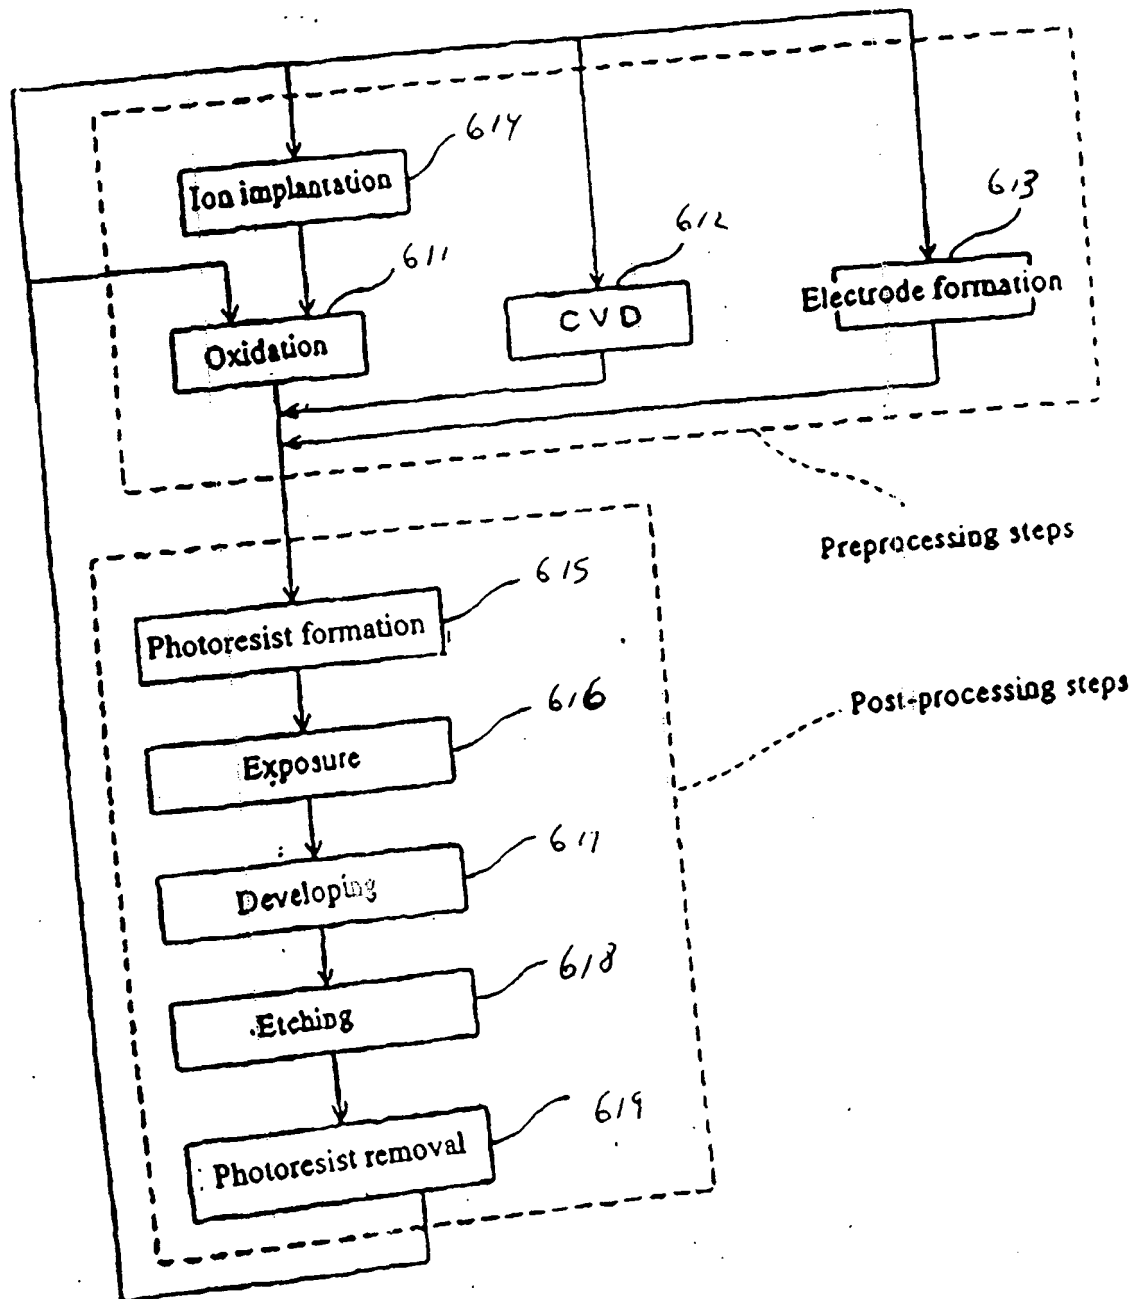 614
Ion implantation
613
612
611
Electrode formation
CVD
Oxidation
Preprocessing steps
615
Photoresist formation
Post-processing steps
616
Exposure
617
Developing
618
Etching
619
Photoresist removal